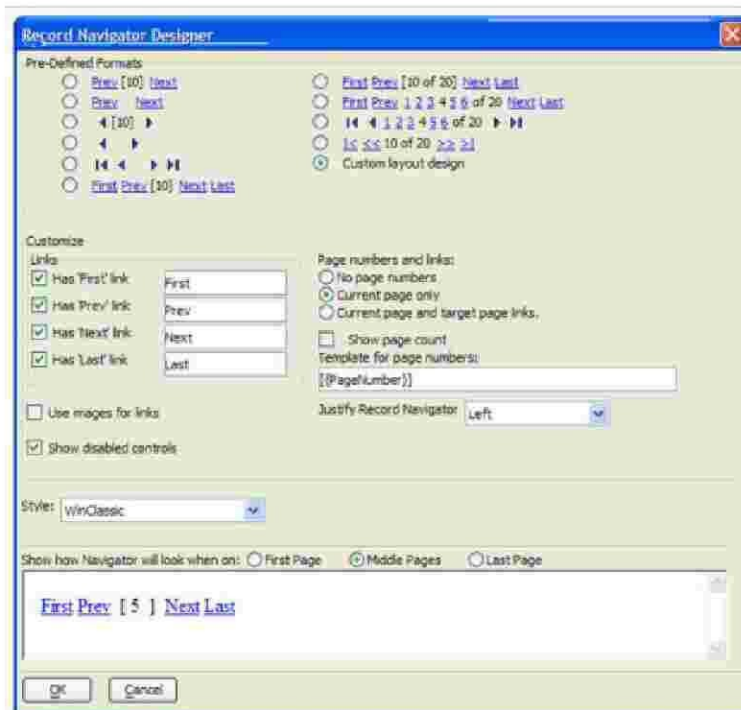 Record Navigator Designer
Pre-Defined Formats
Prev [10] Next
Prev Next
[10]
First Prev [10] Next Last
First Prev [10 of 20] Next Last
First Prev 1 2 3 4 5 6 of 20 Next Last
1 2 3 4 5 6 of 20
|< << 10 of 20 >> >|
Custom layout design
Customize
Links
Has 'First' link First
Has 'Prev' link Prev
Has 'Next' link Next
Has 'Last' link Last
Use images for links
Show disabled controls
Page numbers and links:
No page numbers
Current page only
Current page and target page links.
Show page count
Template for page numbers:
[{PageNumber}]
Justify Record Navigator Left
Style: WinClassic
Show how Navigator will look when on: First Page Middle Pages Last Page
First Prev [ 5 ] Next Last
OK Cancel